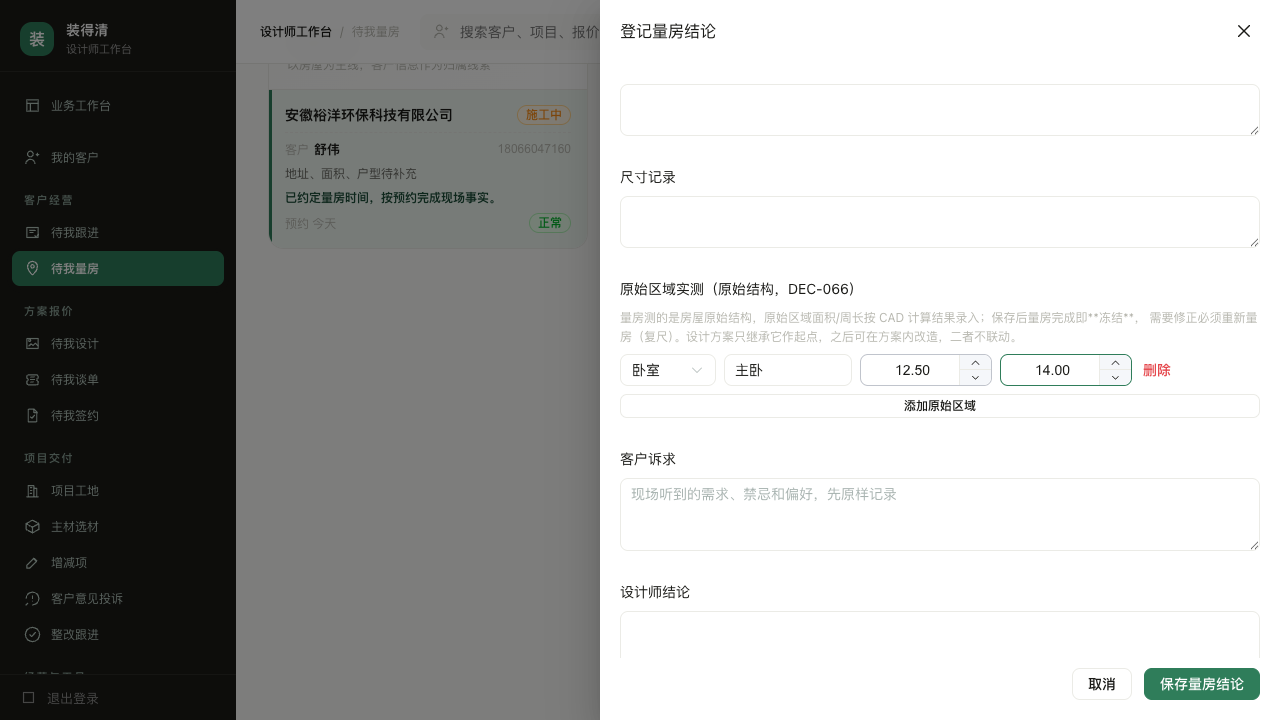 装
装得清
设计师工作台
业务工作台
我的客户
客户经营
待我跟进
待我量房
方案报价
待我设计
待我谈单
待我签约
项目交付
项目工地
主材选材
增减项
客户意见投诉
整改跟进
退出登录
设计师工作台 / 待我量房
搜索客户、项目、报价
以房屋为主线，客户信息作为归属线索
安徽裕洋环保科技有限公司
施工中
客户 舒伟
18066047160
地址、面积、户型待补充
已约定量房时间，按预约完成现场事实。
预约 今天
正常
登记量房结论
尺寸记录
原始区域实测（原始结构，DEC-066）
量房测的是房屋原始结构，原始区域面积/周长按 CAD 计算结果录入；保存后量房完成即**冻结**， 需要修正必须重新量
房（复尺）。设计方案只继承它作起点，之后可在方案内改造，二者不联动。
卧室
主卧
12.50
14.00
删除
添加原始区域
客户诉求
现场听到的需求、禁忌和偏好，先原样记录
设计师结论
取消
保存量房结论